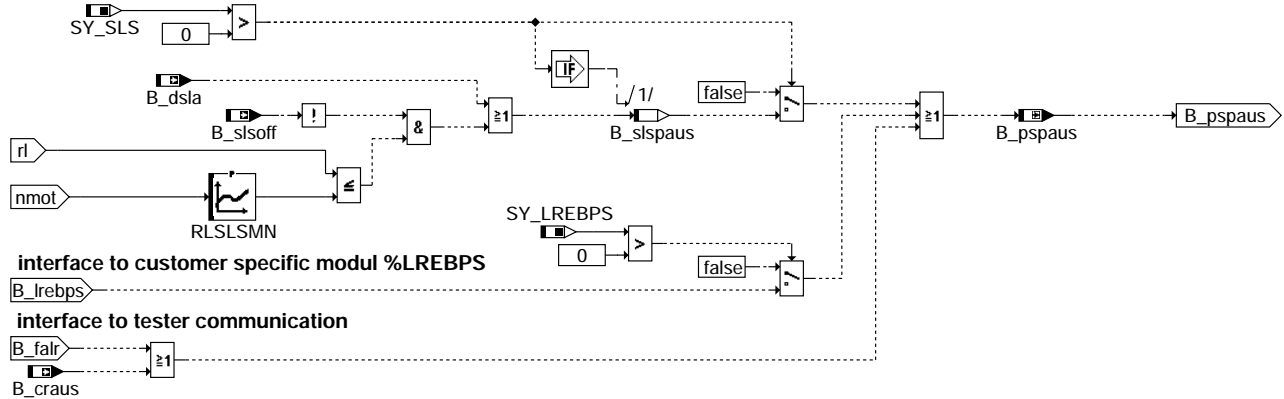 SY_SLS
0
>
IF
B_dsla
/1/
false
B_slsoff
!
&
≥1
B_slspaus
≥1
B_pspaus
B_pspaus
rl
≤
nmot
P
RLSLSMN
SY_LREBPS
0
>
false
interface to customer specific modul %LREBPS
B_lrebps
interface to tester communication
B_falr
≥1
B_craus